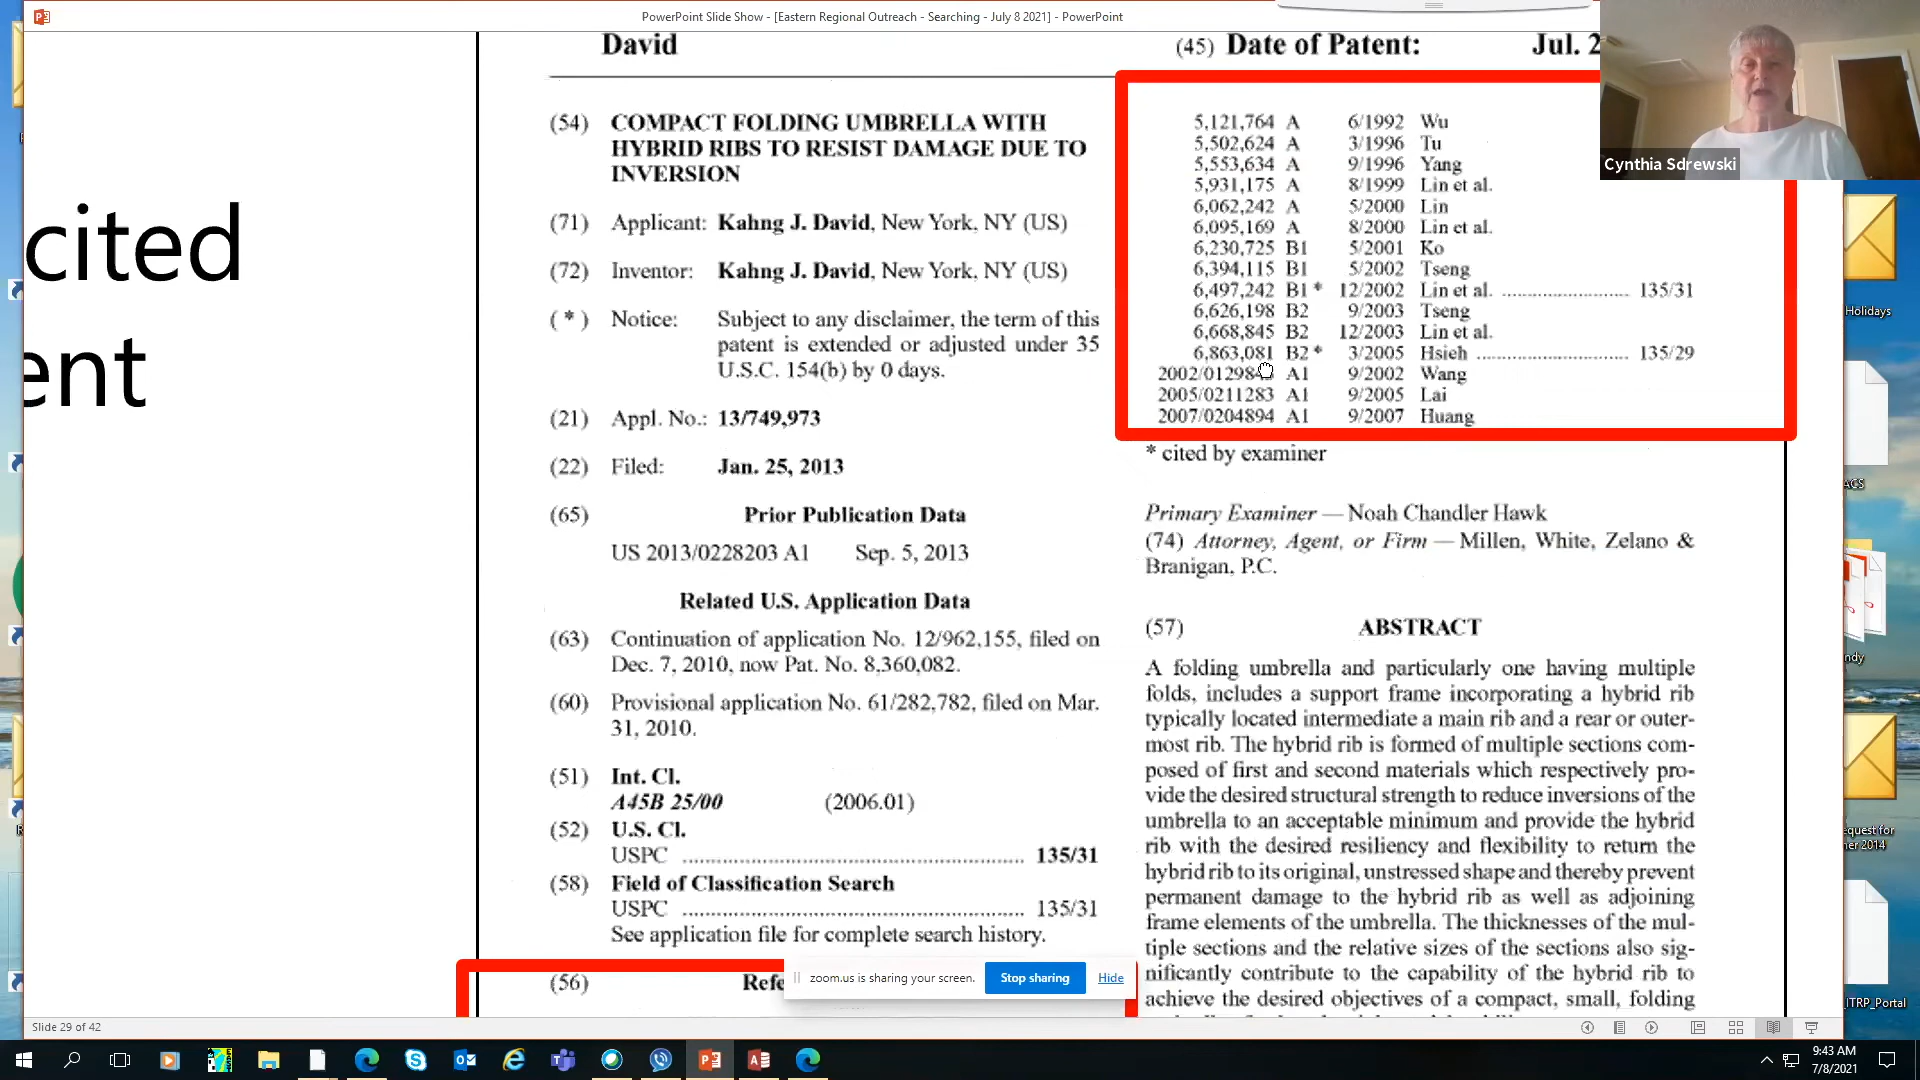 PowerPoint Slide Show - [Eastern Regional Outreach - Searching - July 8 2021] - PowerPoint
David
(45) Date of Patent: Jul. 2
cited
ent
(54) COMPACT FOLDING UMBRELLA WITH
HYBRID RIBS TO RESIST DAMAGE DUE TO
INVERSION
(71) Applicant: Kahng J. David, New York, NY (US)
(72) Inventor: Kahng J. David, New York, NY (US)
( * ) Notice: Subject to any disclaimer, the term of this
patent is extended or adjusted under 35
U.S.C. 154(b) by 0 days.
(21) Appl. No.: 13/749,973
(22) Filed: Jan. 25, 2013
(65) Prior Publication Data
US 2013/0228203 A1 Sep. 5, 2013
Related U.S. Application Data
(63) Continuation of application No. 12/962,155, filed on
Dec. 7, 2010, now Pat. No. 8,360,082.
(60) Provisional application No. 61/282,782, filed on Mar.
31, 2010.
(51) Int. Cl.
A45B 25/00 (2006.01)
(52) U.S. Cl.
USPC ................................................ 135/31
(58) Field of Classification Search
USPC ................................................ 135/31
See application file for complete search history.
(56) Refe
5,121,764 A 6/1992 Wu
5,502,624 A 3/1996 Tu
5,553,634 A 9/1996 Yang
5,931,175 A 8/1999 Lin et al.
6,062,242 A 5/2000 Lin
6,095,169 A 8/2000 Lin et al.
6,230,725 B1 5/2001 Ko
6,394,115 B1 5/2002 Tseng
6,497,242 B1 * 12/2002 Lin et al. ........................ 135/31
6,626,198 B2 9/2003 Tseng
6,668,845 B2 12/2003 Lin et al.
6,863,081 B2 * 3/2005 Hsieh ............................ 135/29
A1 9/2002 Wang
2005/0211283 A1 9/2005 Lai
2007/0204894 A1 9/2007 Huang
* cited by examiner
Primary Examiner — Noah Chandler Hawk
(74) Attorney, Agent, or Firm — Millen, White, Zelano &
Branigan, P.C.
(57) ABSTRACT
A folding umbrella and particularly one having multiple
folds, includes a support frame incorporating a hybrid rib
typically located intermediate a main rib and a rear or outer-
most rib. The hybrid rib is formed of multiple sections com-
posed of first and second materials which respectively pro-
vide the desired structural strength to reduce inversions of the
umbrella to an acceptable minimum and provide the hybrid
rib with the desired resiliency and flexibility to return the
hybrid rib to its original, unstressed shape and thereby prevent
permanent damage to the hybrid rib as well as adjoining
frame elements of the umbrella. The thicknesses of the mul-
tiple sections and the relative sizes of the sections also sig-
nificantly contribute to the capability of the hybrid rib to
achieve the desired objectives of a compact, small, folding
Cynthia Sdrewski
Holidays
ACS
ndy
equest for
ner 2014
ITRP_Portal
zoom.us is sharing your screen. Stop sharing Hide
Slide 29 of 42
9:43 AM
7/8/2021